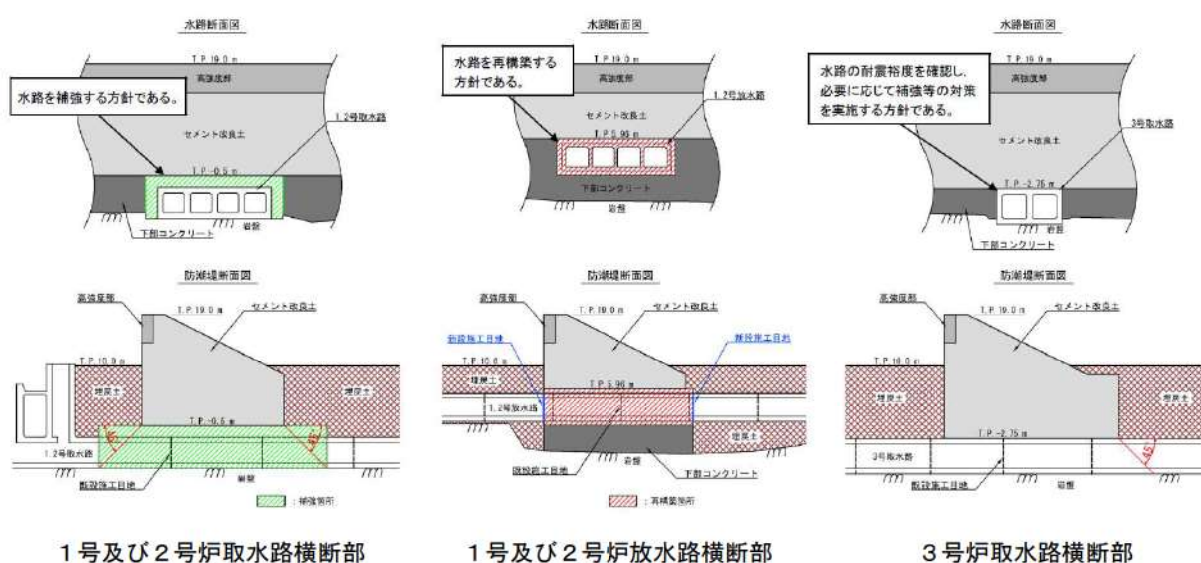 水路断面図
T.P.19.0 m
高強度部
水路を補強する方針である。
1,2号取水路
セメント改良土
T.P.-0.5 m
岩盤
下部コンクリート
防潮堤断面図
高強度部
セメント改良土
T.P.19.0 m
T.P.10.0 m
埋戻土
埋戻土
T.P.-0.5 m
45°
45°
1,2号取水路
岩盤
既設施工目地
:補強箇所
1号及び2号炉取水路横断部
水路断面図
T.P.19.0 m
水路を再構築する
方針である。
高強度部
1,2号放水路
セメント改良土
T.P.5.96 m
下部コンクリート
岩盤
防潮堤断面図
高強度部
セメント改良土
T.P.19.0 m
新設施工目地
新設施工目地
T.P.10.0 m
埋戻土
T.P.5.96 m
1,2号放水路
埋戻土
岩盤
既設施工目地
下部コンクリート
:再構築箇所
1号及び2号炉放水路横断部
水路断面図
T.P.19.0 m
水路の耐震裕度を確認し、
必要に応じて補強等の対策
を実施する方針である。
高強度部
3号取水路
セメント改良土
T.P.-2.75 m
岩盤
下部コンクリート
防潮堤断面図
高強度部
セメント改良土
T.P.19.0 m
埋戻土
埋戻土
T.P.-2.75 m
45°
3号取水路
岩盤
既設施工目地
3号炉取水路横断部